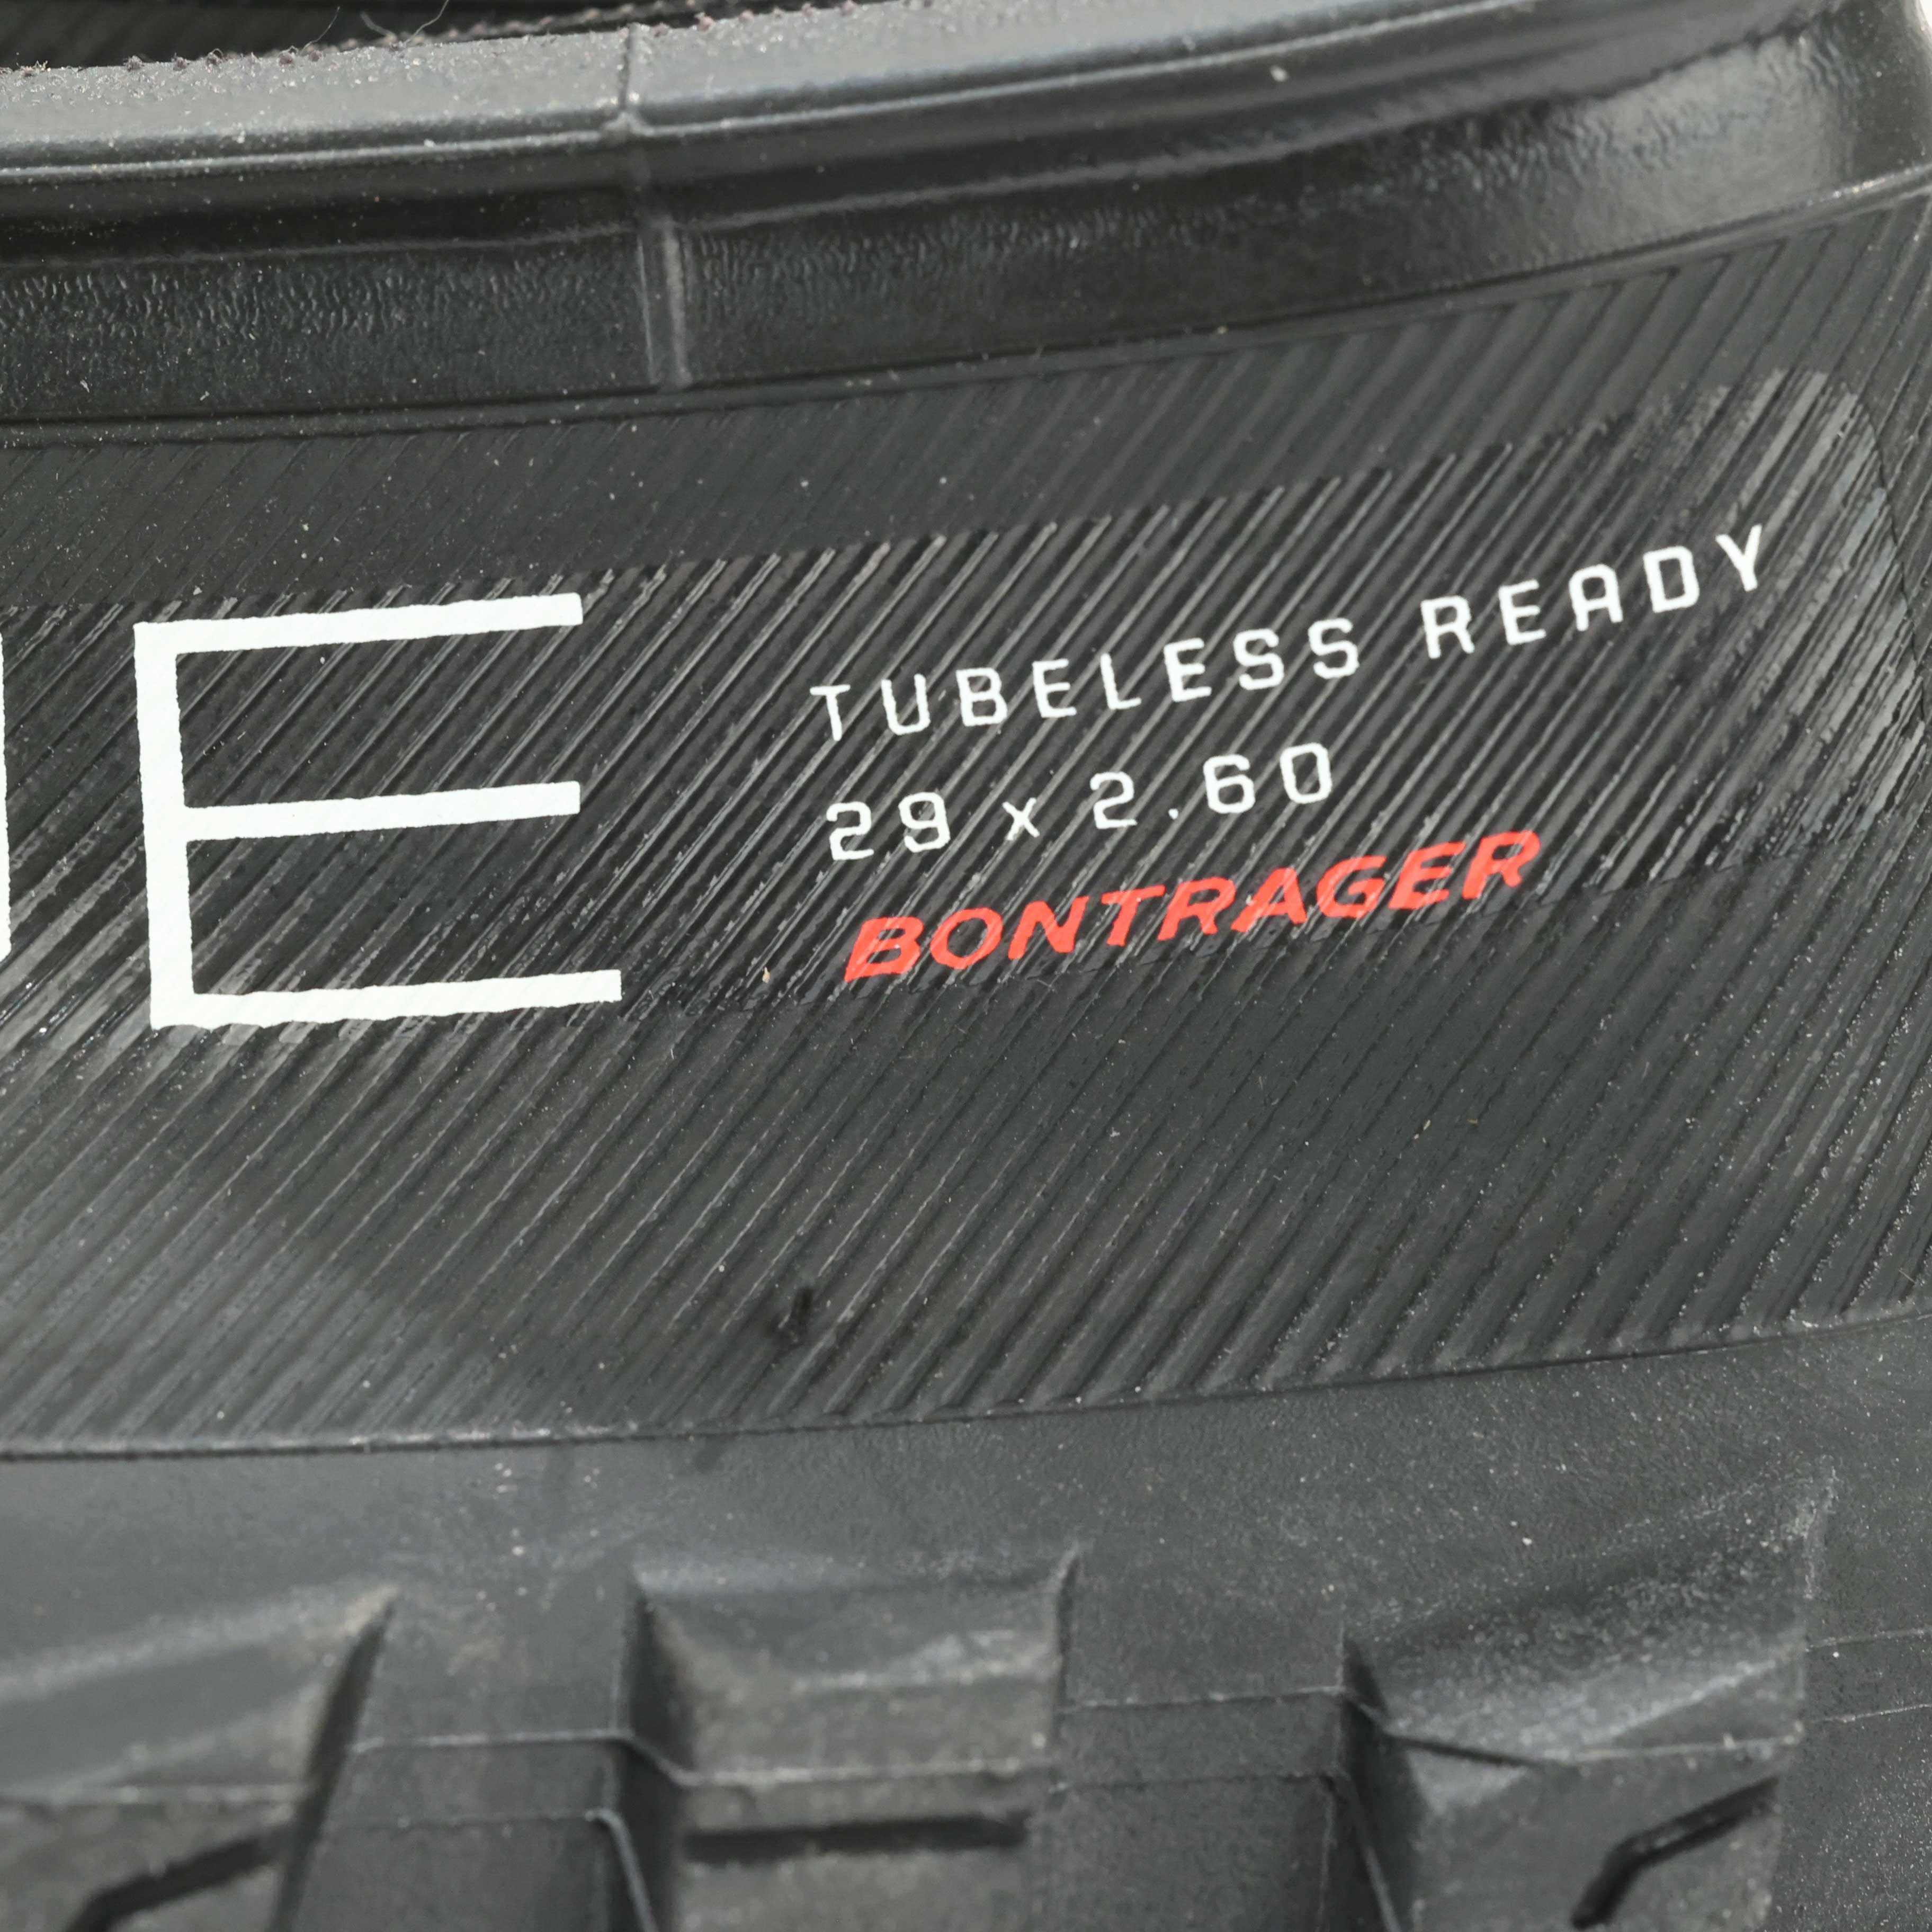 E
TUBELESS READY
29 x 2.60
BONTRAGER